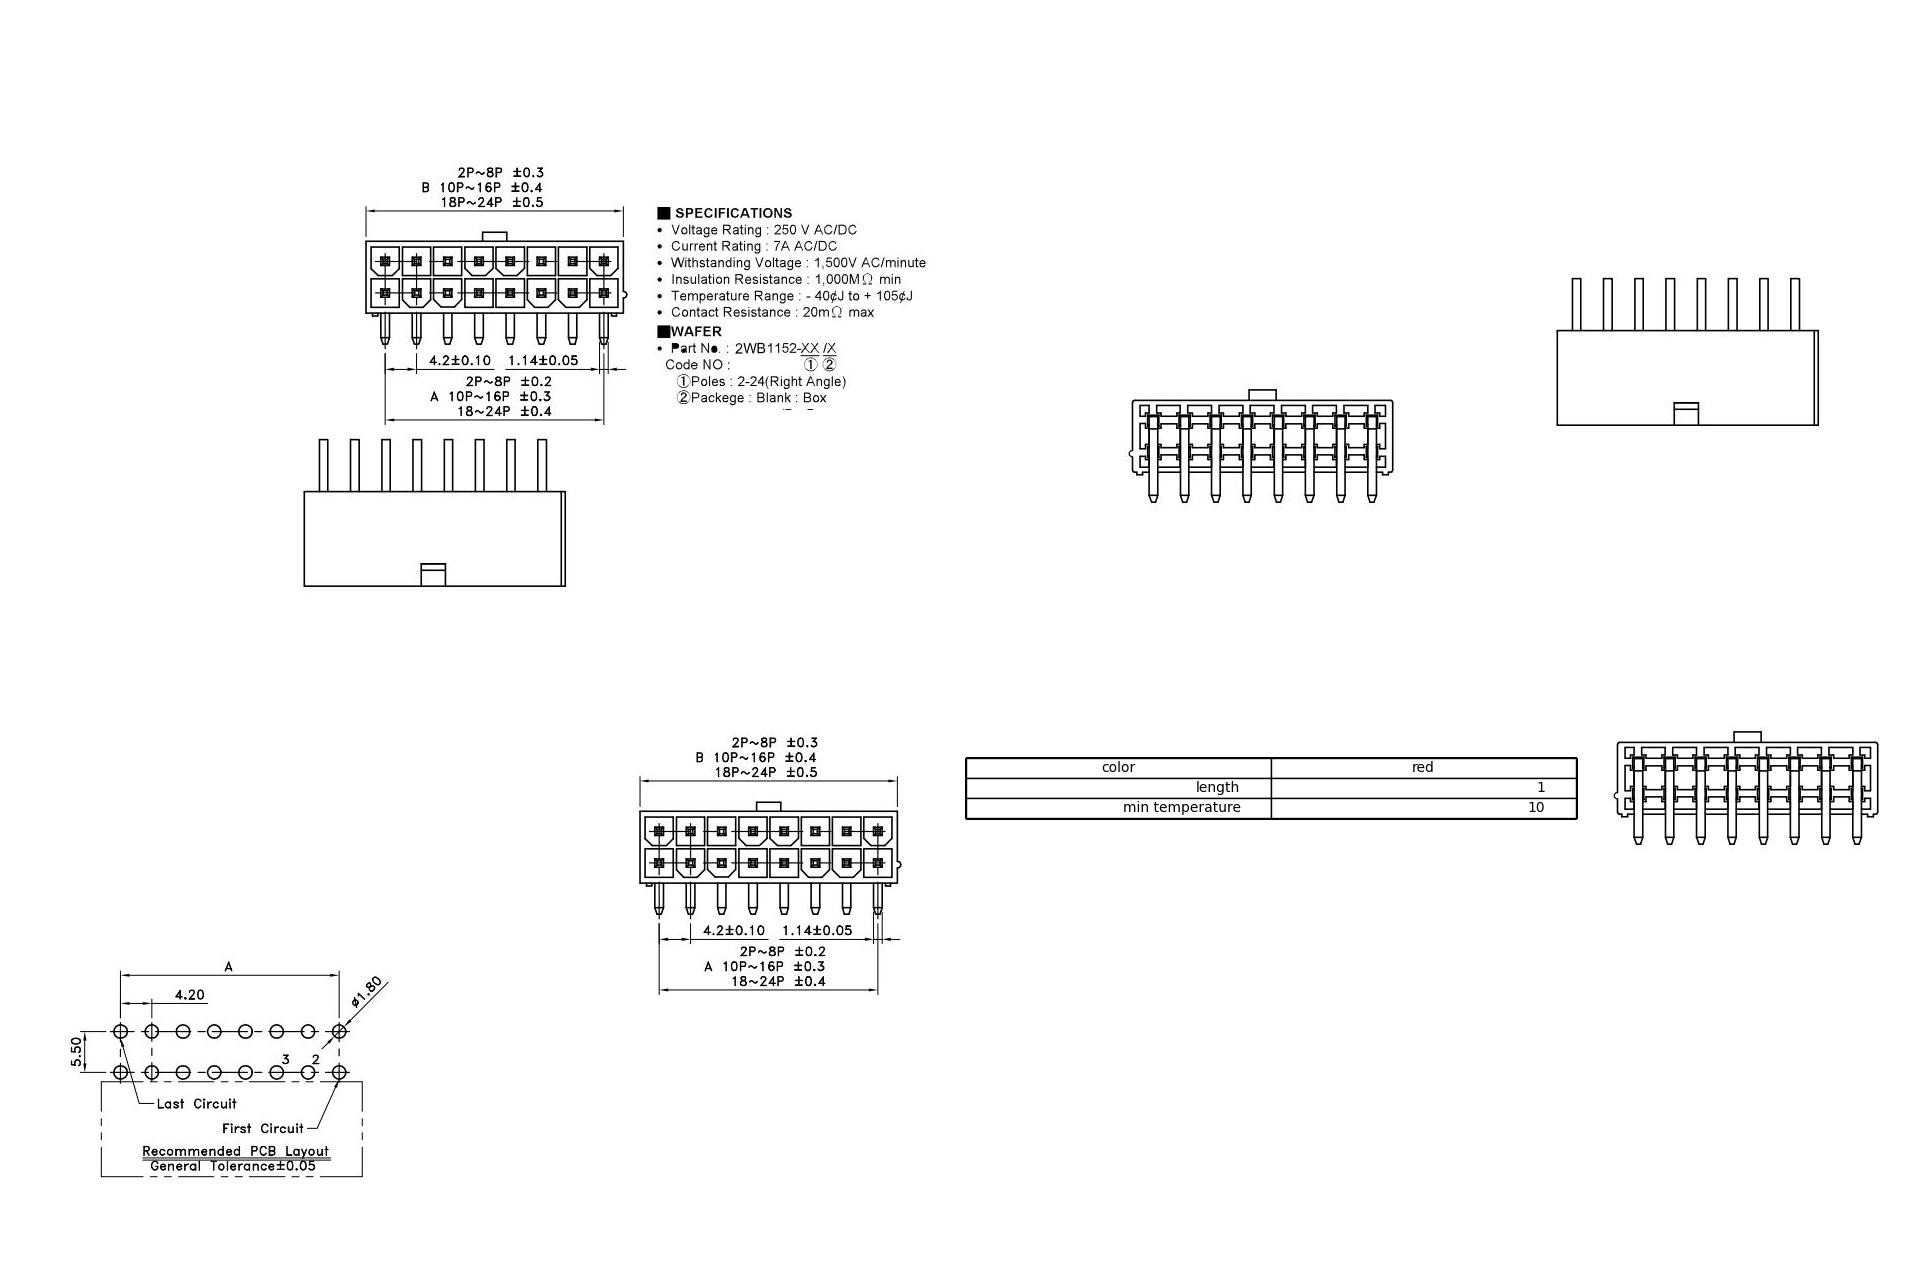 2P~8P ±0.3
B 10P~16P ±0.4
18P~24P ±0.5
4.2±0.10 1.14±0.05
2P~8P ±0.2
A 10P~16P ±0.3
18~24P ±0.4
■ SPECIFICATIONS
• Voltage Rating : 250 V AC/DC
• Current Rating : 7A AC/DC
• Withstanding Voltage : 1,500V AC/minute
• Insulation Resistance : 1,000MΩ min
• Temperature Range : - 40¢J to + 105¢J
• Contact Resistance : 20mΩ max
■WAFER
• Part No. : 2WB1152-XX /X
Code NO : ① ②
①Poles : 2-24(Right Angle)
②Packege : Blank : Box
2P~8P ±0.3
B 10P~16P ±0.4
18P~24P ±0.5
4.2±0.10 1.14±0.05
2P~8P ±0.2
A 10P~16P ±0.3
18~24P ±0.4
color red
length 1
min temperature 10
A
4.20
ø1.80
5.50
3 2
Last Circuit
First Circuit
Recommended PCB Layout
General Tolerance±0.05